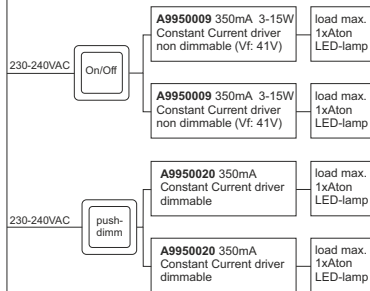 A9950009 350mA 3-15W
Constant Current driver
non dimmable (Vf: 41V)
load max.
1xAton
LED-lamp
230-240VAC
On/Off
A9950009 350mA 3-15W
Constant Current driver
non dimmable (Vf: 41V)
load max.
1xAton
LED-lamp
A9950020 350mA
Constant Current driver
dimmable
load max.
1xAton
LED-lamp
230-240VAC
push-
dimm
A9950020 350mA
Constant Current driver
dimmable
load max.
1xAton
LED-lamp